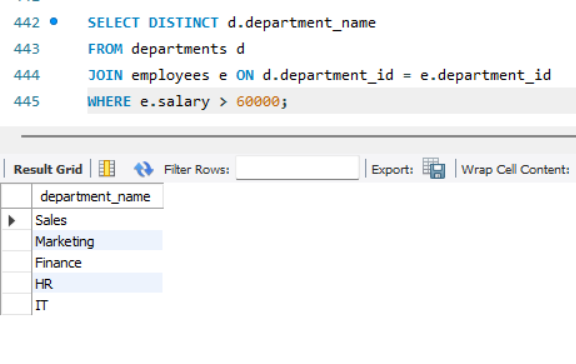 442 SELECT DISTINCT d.department_name
443 FROM departments d
444 JOIN employees e ON d.department_id = e.department_id
445 WHERE e.salary > 60000;
Result Grid Filter Rows: Export: Wrap Cell Content:
department_name
Sales
Marketing
Finance
HR
IT